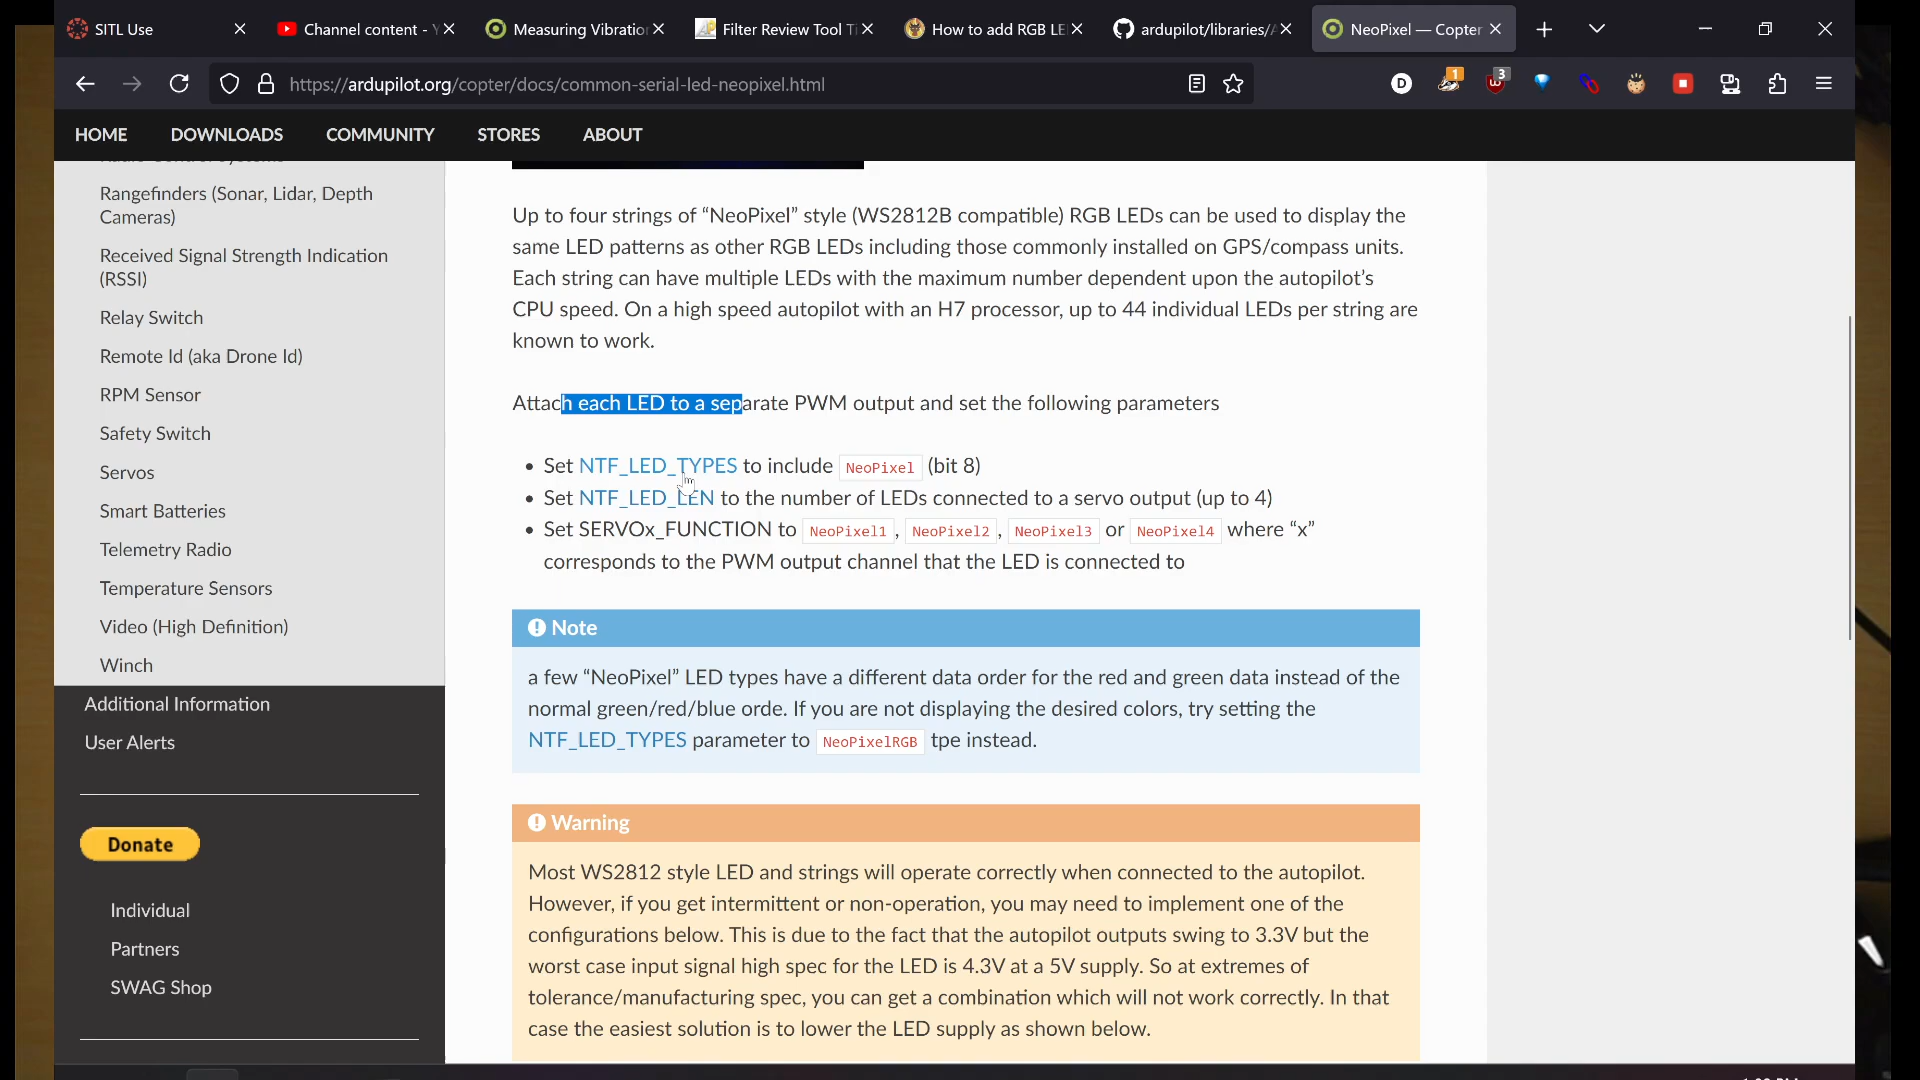 SITL Use
Channel content - Y
Measuring Vibration
Filter Review Tool Ti
How to add RGB LE
ardupilot/libraries/A
NeoPixel — Copter
https://ardupilot.org/copter/docs/common-serial-led-neopixel.html
1
3
HOME DOWNLOADS COMMUNITY STORES ABOUT
Rangefinders (Sonar, Lidar, Depth
Cameras)
Received Signal Strength Indication
(RSSI)
Relay Switch
Remote Id (aka Drone Id)
RPM Sensor
Safety Switch
Servos
Smart Batteries
Telemetry Radio
Temperature Sensors
Video (High Definition)
Winch
Additional Information
User Alerts
Donate
Individual
Partners
SWAG Shop
Up to four strings of “NeoPixel” style (WS2812B compatible) RGB LEDs can be used to display the
same LED patterns as other RGB LEDs including those commonly installed on GPS/compass units.
Each string can have multiple LEDs with the maximum number dependent upon the autopilot’s
CPU speed. On a high speed autopilot with an H7 processor, up to 44 individual LEDs per string are
known to work.
Attach each LED to a separate PWM output and set the following parameters
• Set NTF_LED_TYPES to include NeoPixel (bit 8)
• Set NTF_LED_LEN to the number of LEDs connected to a servo output (up to 4)
• Set SERVOx_FUNCTION to NeoPixel1 , NeoPixel2 , NeoPixel3 or NeoPixel4 where “x”
corresponds to the PWM output channel that the LED is connected to
Note
a few “NeoPixel” LED types have a different data order for the red and green data instead of the
normal green/red/blue orde. If you are not displaying the desired colors, try setting the
NTF_LED_TYPES parameter to NeoPixelRGB tpe instead.
Warning
Most WS2812 style LED and strings will operate correctly when connected to the autopilot.
However, if you get intermittent or non-operation, you may need to implement one of the
configurations below. This is due to the fact that the autopilot outputs swing to 3.3V but the
worst case input signal high spec for the LED is 4.3V at a 5V supply. So at extremes of
tolerance/manufacturing spec, you can get a combination which will not work correctly. In that
case the easiest solution is to lower the LED supply as shown below.